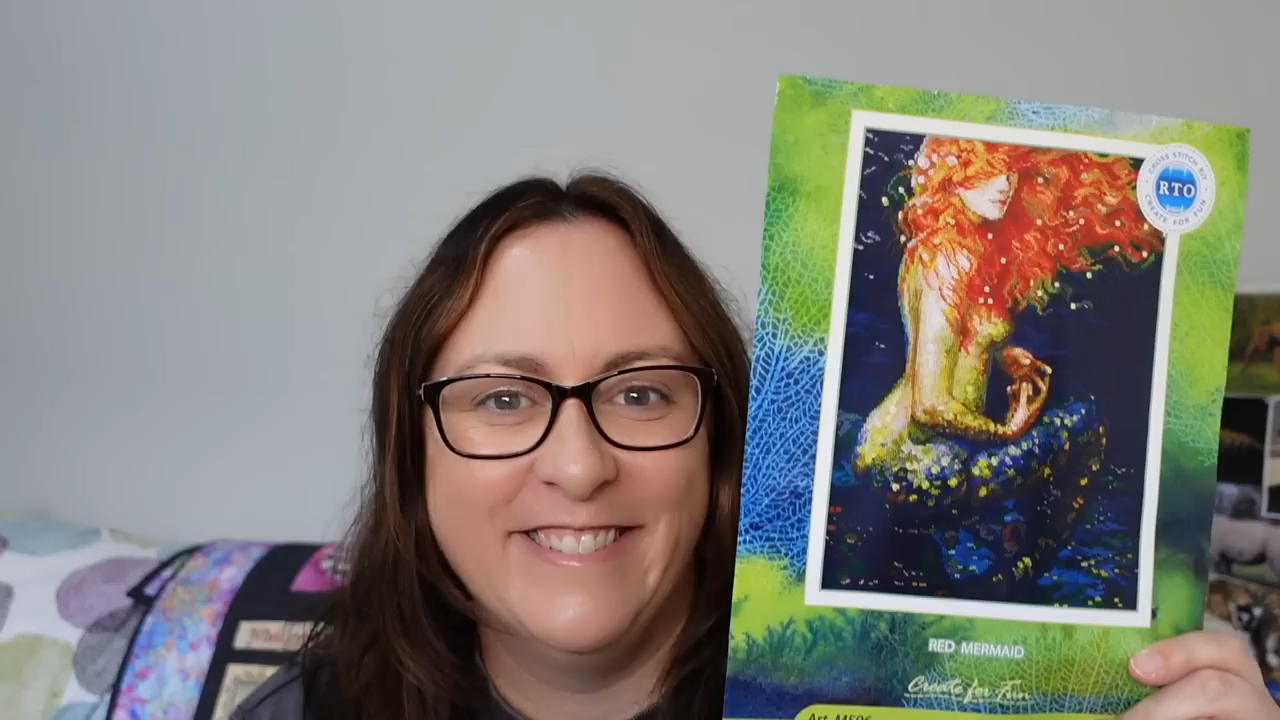 CROSS STITCH KIT
RTO
CREATE FOR FUN
RED MERMAID
Create for Fun